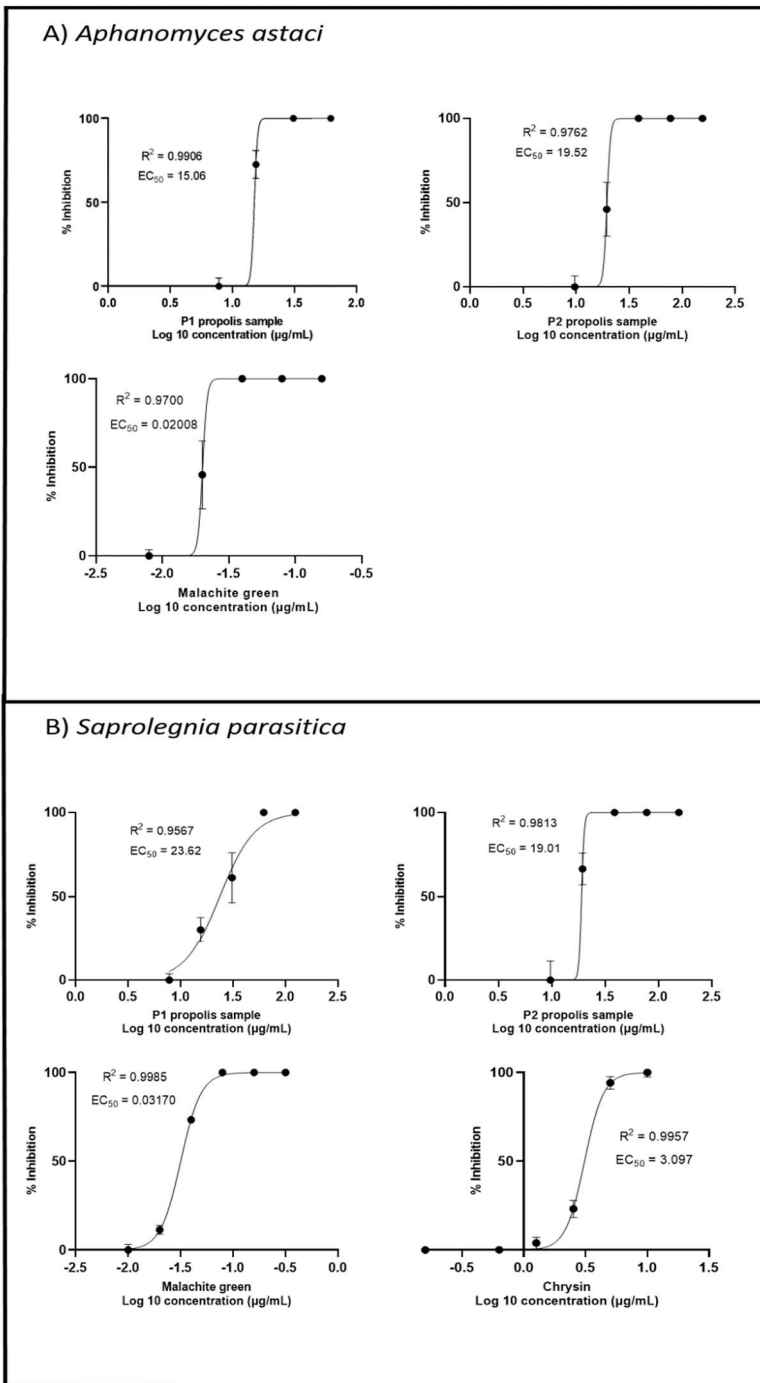 A) Aphanomyces astaci
% Inhibition
100
50
0
R² = 0.9906
EC₅₀ = 15.06
0.0 0.5 1.0 1.5 2.0
P1 propolis sample
Log 10 concentration (µg/mL)
% Inhibition
100
50
0
R² = 0.9762
EC₅₀ = 19.52
0.0 0.5 1.0 1.5 2.0 2.5
P2 propolis sample
Log 10 concentration (µg/mL)
% Inhibition
100
50
0
R² = 0.9700
EC₅₀ = 0.02008
-2.5 -2.0 -1.5 -1.0 -0.5
Malachite green
Log 10 concentration (µg/mL)
B) Saprolegnia parasitica
% Inhibition
100
50
0
R² = 0.9567
EC₅₀ = 23.62
0.0 0.5 1.0 1.5 2.0 2.5
P1 propolis sample
Log 10 concentration (µg/mL)
% Inhibition
100
50
0
R² = 0.9813
EC₅₀ = 19.01
0.0 0.5 1.0 1.5 2.0 2.5
P2 propolis sample
Log 10 concentration (µg/mL)
% Inhibition
100
50
0
R² = 0.9985
EC₅₀ = 0.03170
-2.5 -2.0 -1.5 -1.0 -0.5 0.0
Malachite green
Log 10 concentration (µg/mL)
% Inhibition
100
50
R² = 0.9957
EC₅₀ = 3.097
-0.5 0.0 0.5 1.0 1.5
Chrysin
Log 10 concentration (µg/mL)